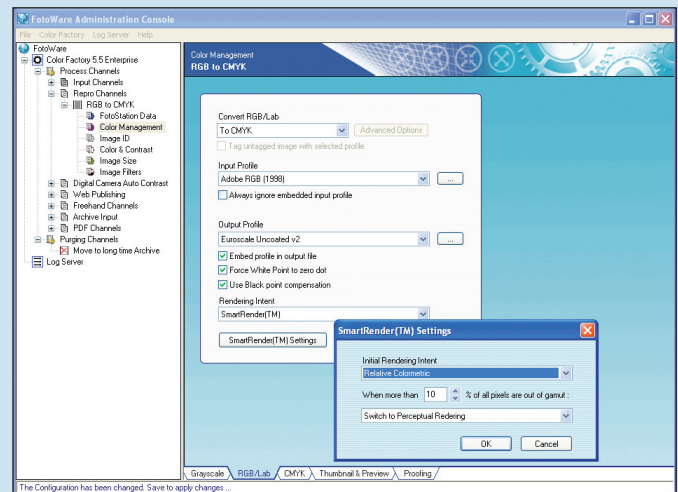 FotoWare Administration Console
File Color Factory Log Server Help
FotoWare
Color Factory 5.5 Enterprise
Process Channels
Input Channels
Repro Channels
RGB to CMYK
FotoStation Data
Color Management
Image ID
Color & Contrast
Image Size
Image Filters
Digital Camera Auto Contrast
Web Publishing
Freehand Channels
Archive Input
PDF Channels
Purging Channels
Move to long time Archive
Log Server
Color Management
RGB to CMYK
Convert RGB/Lab
To CMYK
Advanced Options
Tag untagged image with selected profile
Input Profile
Adobe RGB (1998)
...
Always ignore embedded input profile
Output Profile
Euroscale Uncoated v2
...
Embed profile in output file
Force White Point to zero dot
Use Black point compensation
Rendering Intent
SmartRender(TM)
SmartRender(TM) Settings
SmartRender(TM) Settings
Initial Rendering Intent
Relative Colormetric
When more than 10 % of all pixels are out of gamut :
Switch to Perceptual Redering
OK Cancel
Grayscale RGB/Lab CMYK Thumbnail & Preview Proofing
The Configuration has been changed. Save to apply changes ...